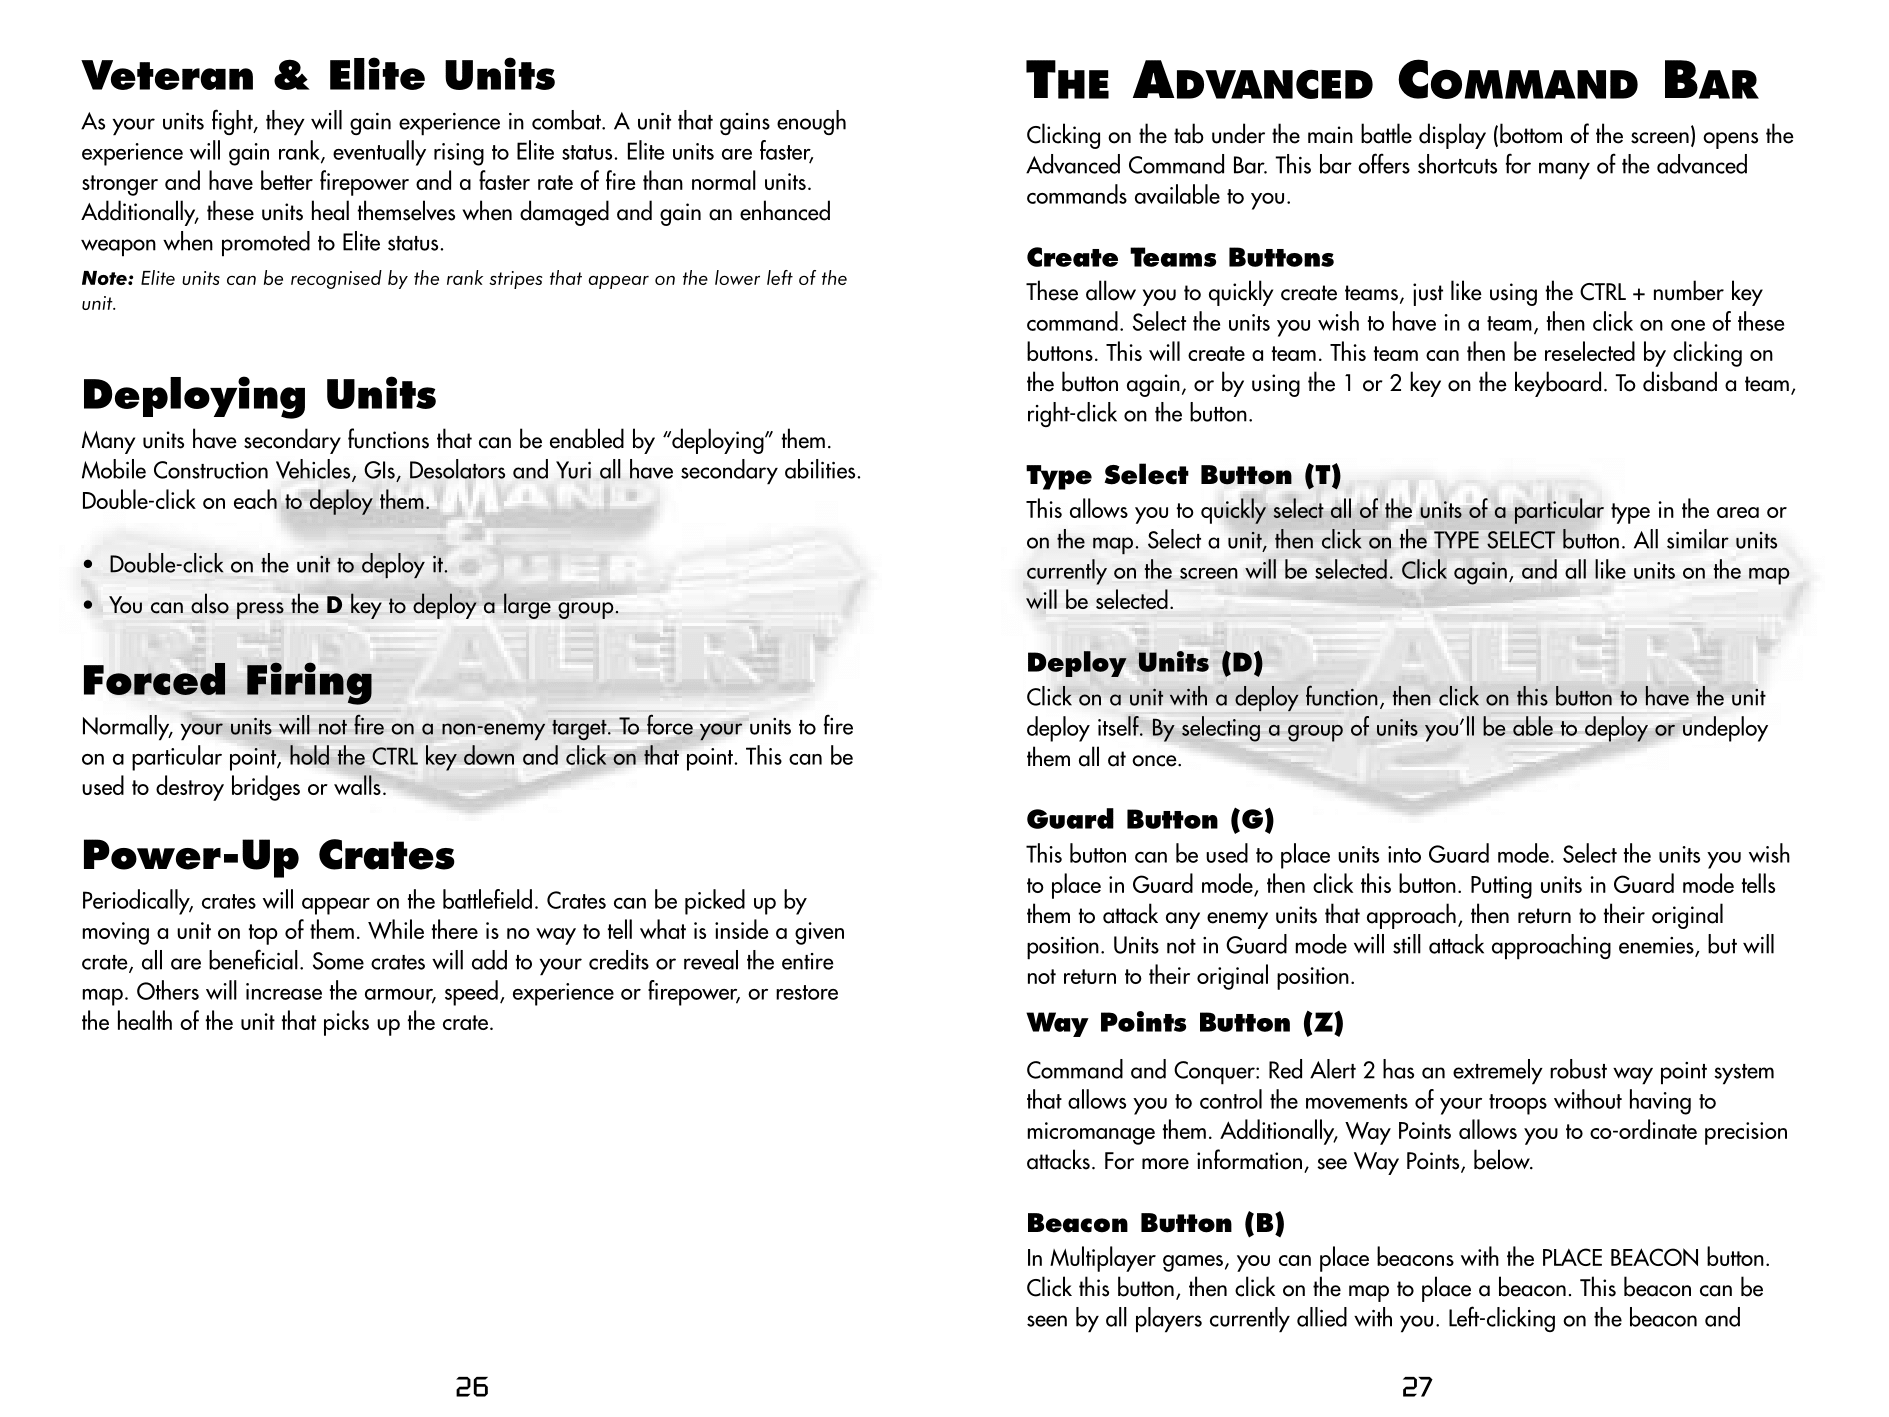 Veteran & Elite Units
As your units fight, they will gain experience in combat. A unit that gains enough
experience will gain rank, eventually rising to Elite status. Elite units are faster,
stronger and have better firepower and a faster rate of fire than normal units.
Additionally, these units heal themselves when damaged and gain an enhanced
weapon when promoted to Elite status.
Note: Elite units can be recognised by the rank stripes that appear on the lower left of the
unit.
Deploying Units
Many units have secondary functions that can be enabled by “deploying” them.
Mobile Construction Vehicles, GIs, Desolators and Yuri all have secondary abilities.
Double-click on each to deploy them.
• Double-click on the unit to deploy it.
• You can also press the D key to deploy a large group.
Forced Firing
Normally, your units will not fire on a non-enemy target. To force your units to fire
on a particular point, hold the CTRL key down and click on that point. This can be
used to destroy bridges or walls.
Power-Up Crates
Periodically, crates will appear on the battlefield. Crates can be picked up by
moving a unit on top of them. While there is no way to tell what is inside a given
crate, all are beneficial. Some crates will add to your credits or reveal the entire
map. Others will increase the armour, speed, experience or firepower, or restore
the health of the unit that picks up the crate.
COMMAND
&
CONQUER
RED ALERT
2
26
THE ADVANCED COMMAND BAR
Clicking on the tab under the main battle display (bottom of the screen) opens the
Advanced Command Bar. This bar offers shortcuts for many of the advanced
commands available to you.
Create Teams Buttons
These allow you to quickly create teams, just like using the CTRL + number key
command. Select the units you wish to have in a team, then click on one of these
buttons. This will create a team. This team can then be reselected by clicking on
the button again, or by using the 1 or 2 key on the keyboard. To disband a team,
right-click on the button.
Type Select Button (T)
This allows you to quickly select all of the units of a particular type in the area or
on the map. Select a unit, then click on the TYPE SELECT button. All similar units
currently on the screen will be selected. Click again, and all like units on the map
will be selected.
Deploy Units (D)
Click on a unit with a deploy function, then click on this button to have the unit
deploy itself. By selecting a group of units you’ll be able to deploy or undeploy
them all at once.
Guard Button (G)
This button can be used to place units into Guard mode. Select the units you wish
to place in Guard mode, then click this button. Putting units in Guard mode tells
them to attack any enemy units that approach, then return to their original
position. Units not in Guard mode will still attack approaching enemies, but will
not return to their original position.
Way Points Button (Z)
Command and Conquer: Red Alert 2 has an extremely robust way point system
that allows you to control the movements of your troops without having to
micromanage them. Additionally, Way Points allows you to co-ordinate precision
attacks. For more information, see Way Points, below.
Beacon Button (B)
In Multiplayer games, you can place beacons with the PLACE BEACON button.
Click this button, then click on the map to place a beacon. This beacon can be
seen by all players currently allied with you. Left-clicking on the beacon and
COMMAND
&
CONQUER
RED ALERT
2
27